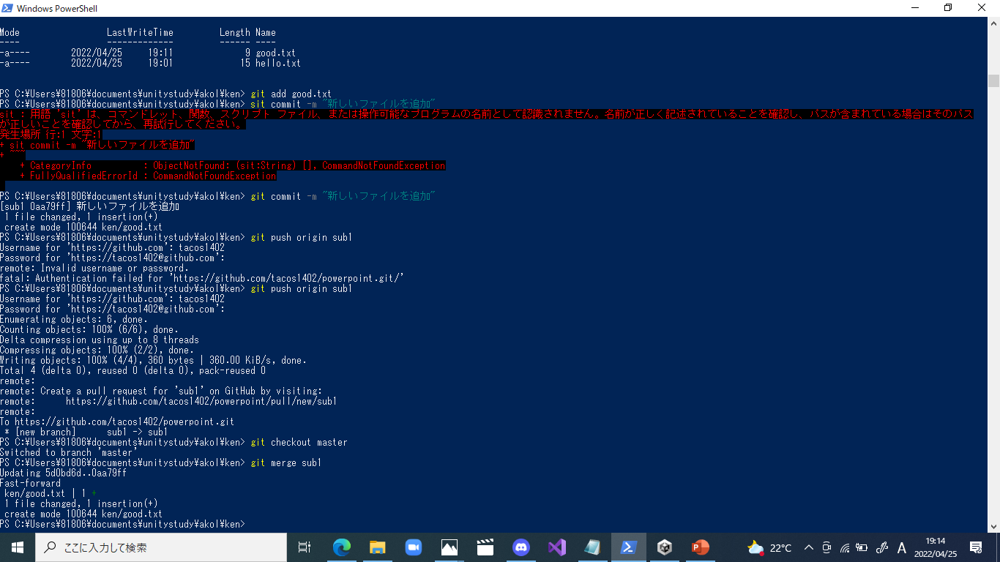 Windows PowerShell
Mode                 LastWriteTime         Length Name
----                 -------------         ------ ----
-a----        2022/04/25     19:11              9 good.txt
-a----        2022/04/25     19:01             15 hello.txt
PS C:¥Users¥81806¥documents¥unitystudy¥akol¥ken> git add good.txt
PS C:¥Users¥81806¥documents¥unitystudy¥akol¥ken> sit commit -m "新しいファイルを追加"
sit : 用語 'sit' は、コマンドレット、関数、スクリプト ファイル、または操作可能なプログラムの名前として認識されません。名前が正しく記述されていることを確認し、パスが含まれている場合はそのパス
が正しいことを確認してから、再試行してください。
発生場所 行:1 文字:1
+ sit commit -m "新しいファイルを追加"
+ ~~~
    + CategoryInfo          : ObjectNotFound: (sit:String) [], CommandNotFoundException
    + FullyQualifiedErrorId : CommandNotFoundException
PS C:¥Users¥81806¥documents¥unitystudy¥akol¥ken> git commit -m "新しいファイルを追加"
[sub1 0aa79ff] 新しいファイルを追加
 1 file changed, 1 insertion(+)
 create mode 100644 ken/good.txt
PS C:¥Users¥81806¥documents¥unitystudy¥akol¥ken> git push origin sub1
Username for 'https://github.com': tacos1402
Password for 'https://tacos1402@github.com':
remote: Invalid username or password.
fatal: Authentication failed for 'https://github.com/tacos1402/powerpoint.git/'
PS C:¥Users¥81806¥documents¥unitystudy¥akol¥ken> git push origin sub1
Username for 'https://github.com': tacos1402
Password for 'https://tacos1402@github.com':
Enumerating objects: 6, done.
Counting objects: 100% (6/6), done.
Delta compression using up to 8 threads
Compressing objects: 100% (2/2), done.
Writing objects: 100% (4/4), 360 bytes | 360.00 KiB/s, done.
Total 4 (delta 0), reused 0 (delta 0), pack-reused 0
remote:
remote: Create a pull request for 'sub1' on GitHub by visiting:
remote:      https://github.com/tacos1402/powerpoint/pull/new/sub1
remote:
To https://github.com/tacos1402/powerpoint.git
 * [new branch]      sub1 -> sub1
PS C:¥Users¥81806¥documents¥unitystudy¥akol¥ken> git checkout master
Switched to branch 'master'
PS C:¥Users¥81806¥documents¥unitystudy¥akol¥ken> git merge sub1
Updating 5d0bd6d..0aa79ff
Fast-forward
 ken/good.txt | 1 +
 1 file changed, 1 insertion(+)
 create mode 100644 ken/good.txt
PS C:¥Users¥81806¥documents¥unitystudy¥akol¥ken>
ここに入力して検索
22°C
A
19:14
2022/04/25